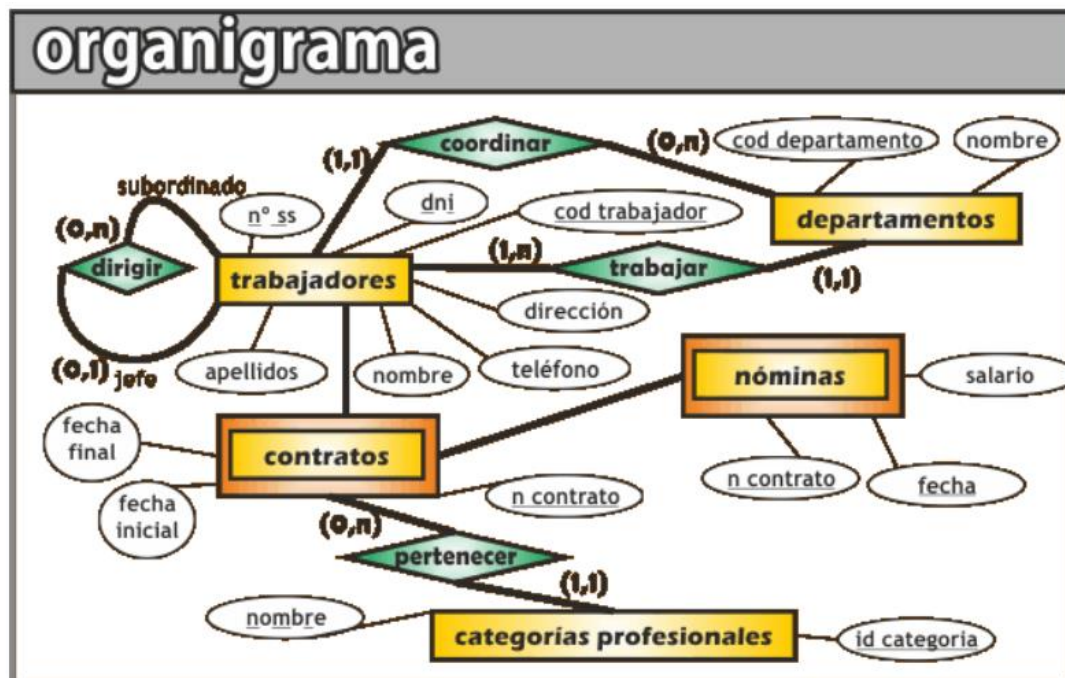 organigrama
coordinar
(1,1)
(0,n)
cod departamento
nombre
subordinado
nº ss
dni
cod trabajador
departamentos
(0,n)
dirigir
trabajadores
(1,n)
trabajar
(1,1)
dirección
(0,1)
jefe
apellidos
nombre
teléfono
nóminas
salario
fecha
final
contratos
n contrato
fecha
fecha
inicial
n contrato
(0,n)
pertenecer
(1,1)
nombre
categorías profesionales
id categoria